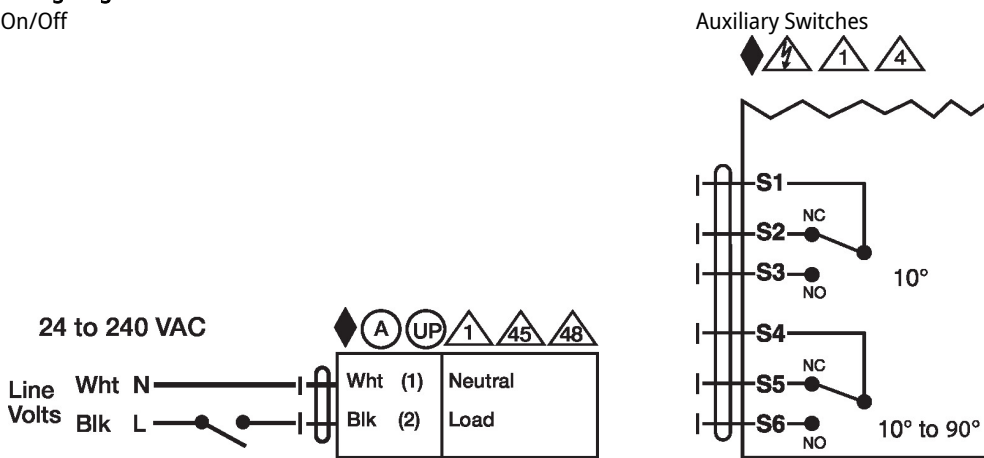 On/Off
24 to 240 VAC
A UP 1 45 48
Line Volts
Wht N
Blk L
Wht (1) Neutral
Blk (2) Load
Auxiliary Switches
1 4
S1
NC
S2
S3
NO
10°
S4
NC
S5
S6
NO
10° to 90°